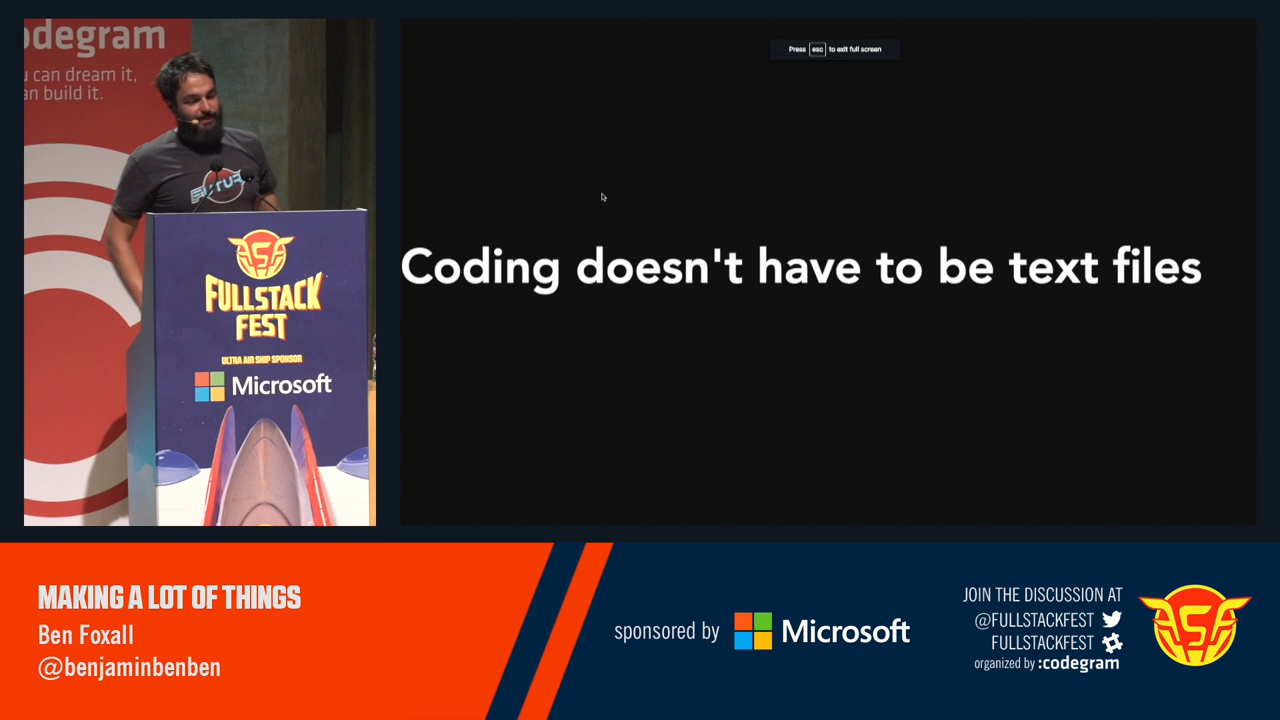 odegram
u can dream it,
an build it.
FUTUR
FULLSTACK
FEST
ULTRA AIR SHIP SPONSOR
Microsoft
Press esc to exit full screen
Coding doesn't have to be text files
MAKING A LOT OF THINGS
Ben Foxall
@benjaminbenben
sponsored by Microsoft
JOIN THE DISCUSSION AT
@FULLSTACKFEST
FULLSTACKFEST
organized by :codegram